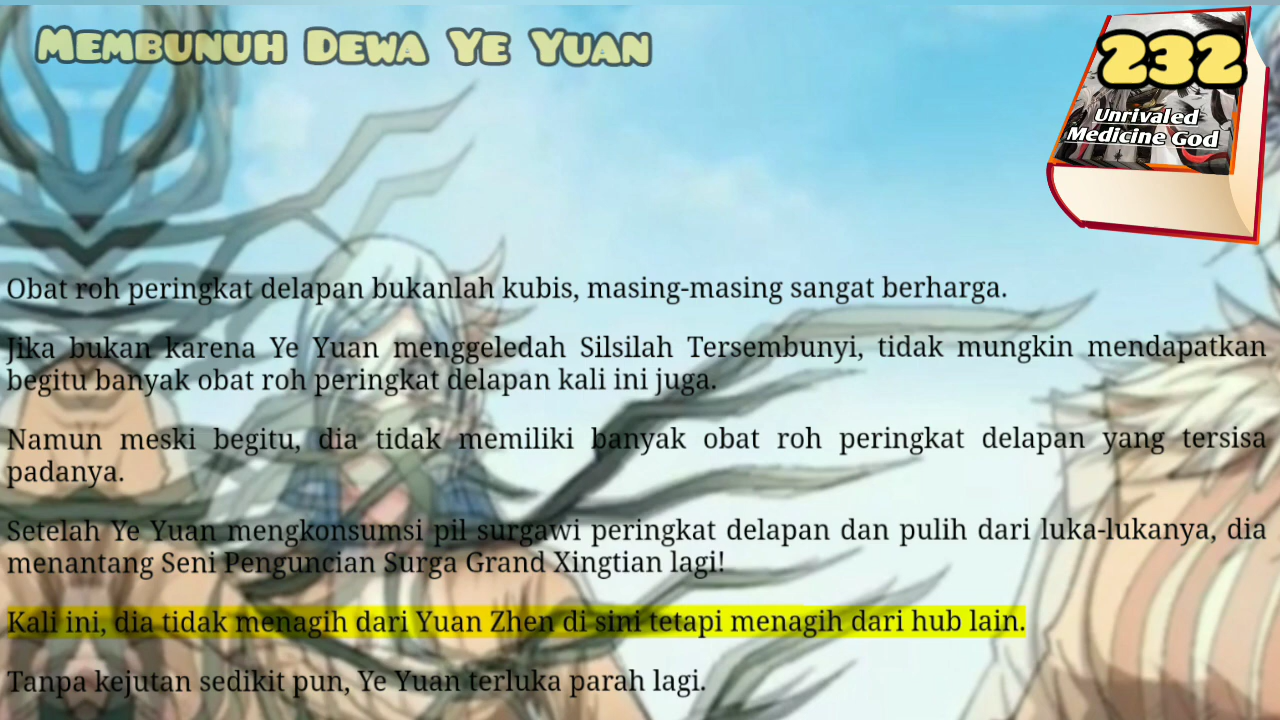 Membunuh Dewa Ye Yuan
232
Unrivaled
Medicine God
Obat roh peringkat delapan bukanlah kubis, masing-masing sangat berharga.
Jika bukan karena Ye Yuan menggeledah Silsilah Tersembunyi, tidak mungkin mendapatkan
begitu banyak obat roh peringkat delapan kali ini juga.
Namun meski begitu, dia tidak memiliki banyak obat roh peringkat delapan yang tersisa
padanya.
Setelah Ye Yuan mengkonsumsi pil surgawi peringkat delapan dan pulih dari luka-lukanya, dia
menantang Seni Penguncian Surga Grand Xingtian lagi!
Kali ini, dia tidak menagih dari Yuan Zhen di sini tetapi menagih dari hub lain.
Tanpa kejutan sedikit pun, Ye Yuan terluka parah lagi.